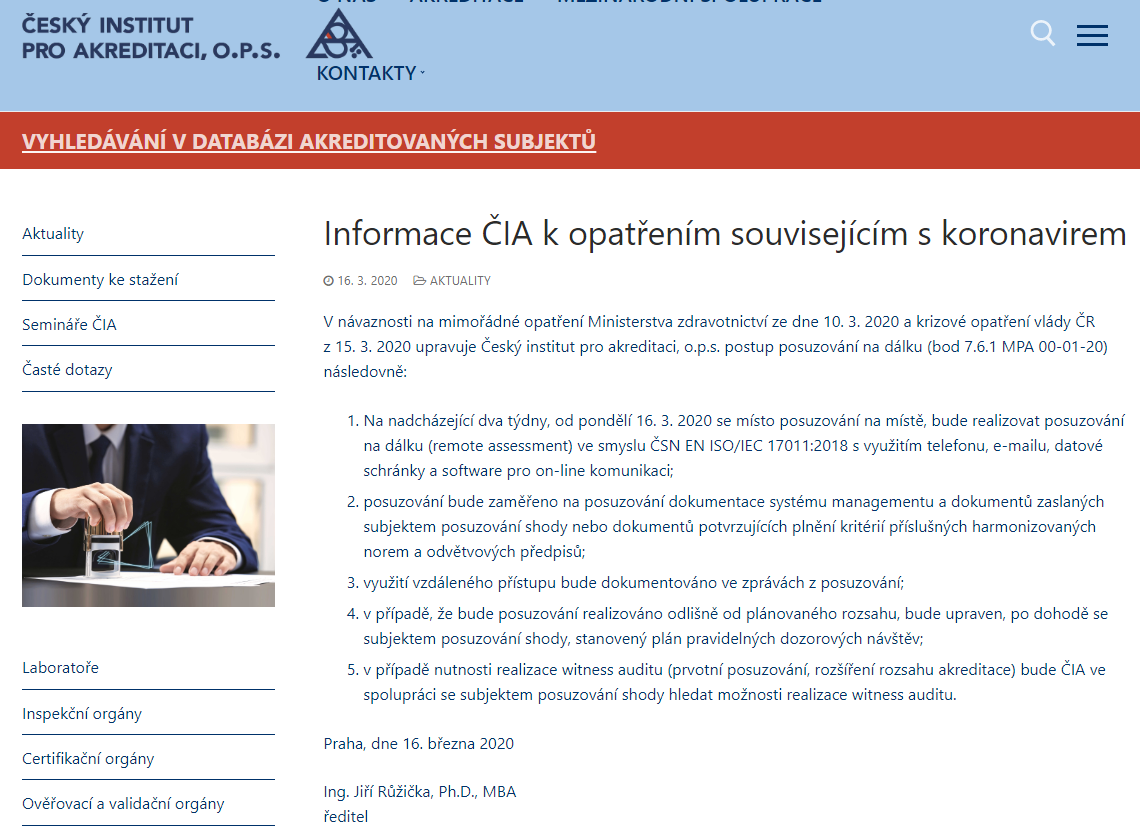 O NÁS AKREDITACE MEZINÁRODNÍ SPOLUPRÁCE
ČESKÝ INSTITUT
PRO AKREDITACI, O.P.S.
KONTAKTY
VYHLEDÁVÁNÍ V DATABÁZI AKREDITOVANÝCH SUBJEKTŮ
Aktuality
Dokumenty ke stažení
Semináře ČIA
Časté dotazy
Laboratoře
Inspekční orgány
Certifikační orgány
Ověřovací a validační orgány
Informace ČIA k opatřením souvisejícím s koronavirem
16. 3. 2020 AKTUALITY
V návaznosti na mimořádné opatření Ministerstva zdravotnictví ze dne 10. 3. 2020 a krizové opatření vlády ČR
z 15. 3. 2020 upravuje Český institut pro akreditaci, o.p.s. postup posuzování na dálku (bod 7.6.1 MPA 00-01-20)
následovně:
1. Na nadcházející dva týdny, od pondělí 16. 3. 2020 se místo posuzování na místě, bude realizovat posuzování
na dálku (remote assessment) ve smyslu ČSN EN ISO/IEC 17011:2018 s využitím telefonu, e-mailu, datové
schránky a software pro on-line komunikaci;
2. posuzování bude zaměřeno na posuzování dokumentace systému managementu a dokumentů zaslaných
subjektem posuzování shody nebo dokumentů potvrzujících plnění kritérií příslušných harmonizovaných
norem a odvětvových předpisů;
3. využití vzdáleného přístupu bude dokumentováno ve zprávách z posuzování;
4. v případě, že bude posuzování realizováno odlišně od plánovaného rozsahu, bude upraven, po dohodě se
subjektem posuzování shody, stanovený plán pravidelných dozorových návštěv;
5. v případě nutnosti realizace witness auditu (prvotní posuzování, rozšíření rozsahu akreditace) bude ČIA ve
spolupráci se subjektem posuzování shody hledat možnosti realizace witness auditu.
Praha, dne 16. března 2020
Ing. Jiří Růžička, Ph.D., MBA
ředitel